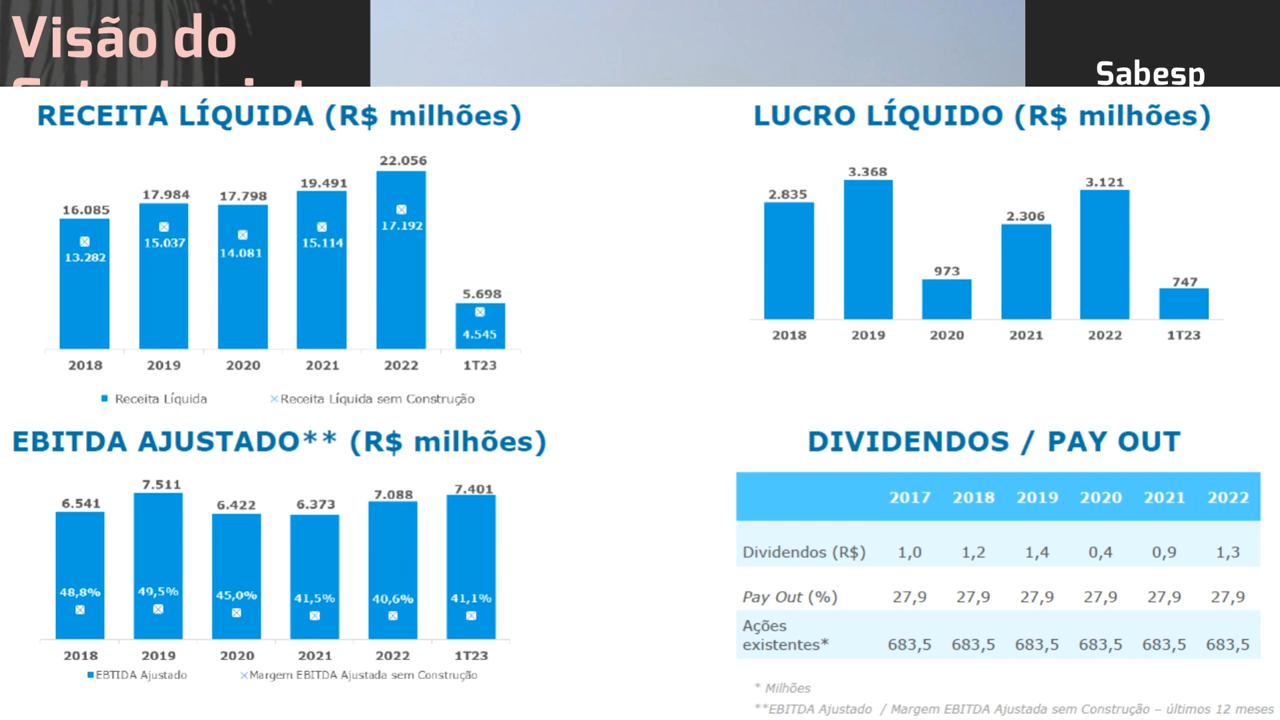 Visão do
Sabesp
RECEITA LÍQUIDA (R$ milhões)
22.056
19.491
17.984
17.798
16.085
17.192
15.037
15.114
14.081
13.282
5.698
4.545
2018 2019 2020 2021 2022 1T23
Receita Líquida Receita Líquida sem Construção
LUCRO LÍQUIDO (R$ milhões)
3.368
3.121
2.835
2.306
973
747
2018 2019 2020 2021 2022 1T23
EBITDA AJUSTADO** (R$ milhões)
7.511
7.401
7.088
6.541
6.422
6.373
48,8% 49,5% 45,0% 41,5% 40,6% 41,1%
2018 2019 2020 2021 2022 1T23
EBTIDA Ajustado Margem EBITDA Ajustada sem Construção
DIVIDENDOS / PAY OUT
2017 2018 2019 2020 2021 2022
Dividendos (R$) 1,0 1,2 1,4 0,4 0,9 1,3
Pay Out (%) 27,9 27,9 27,9 27,9 27,9 27,9
Ações
existentes* 683,5 683,5 683,5 683,5 683,5 683,5
* Milhões
**EBITDA Ajustado / Margem EBITDA Ajustada sem Construção – últimos 12 meses